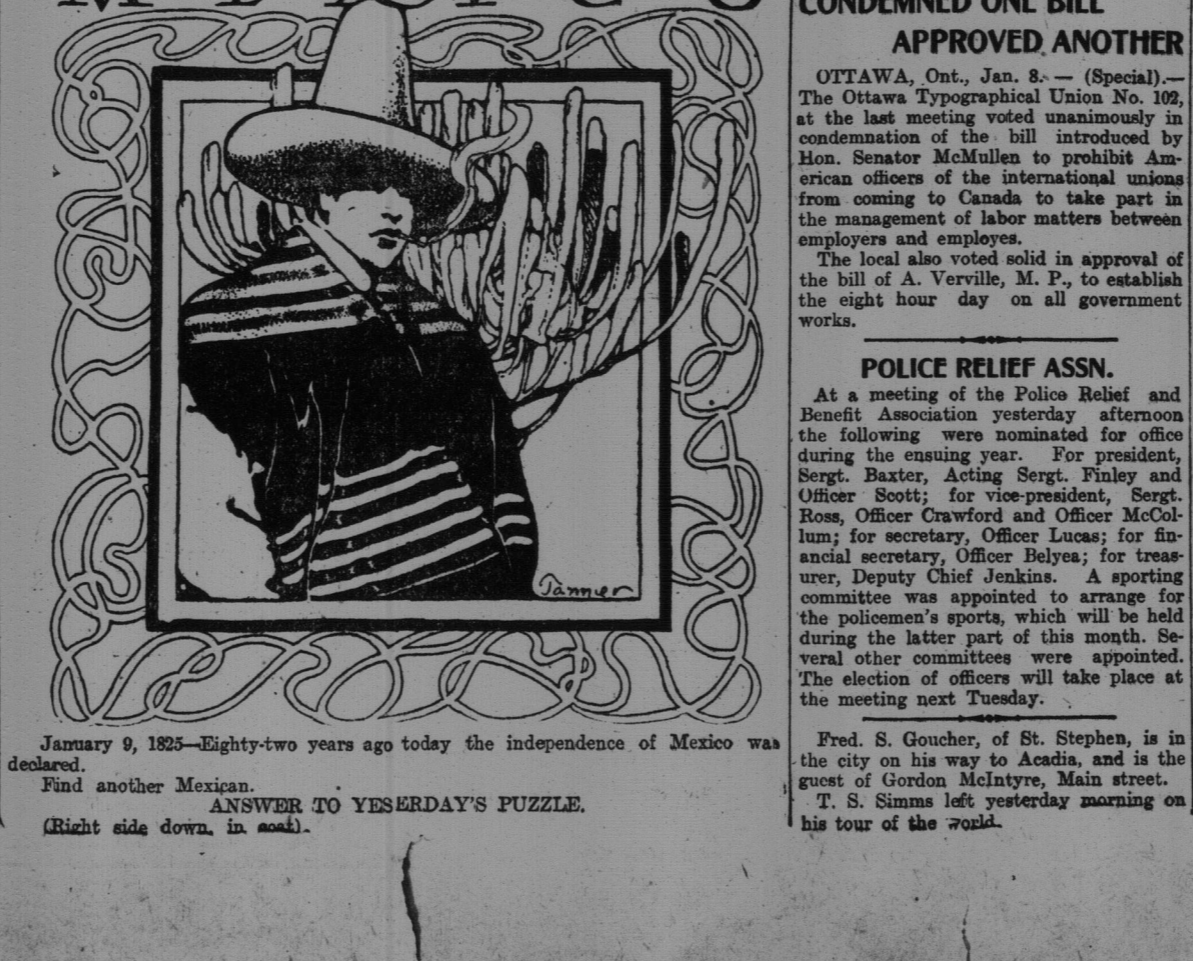 Tannier
January 9, 1825—Eighty-two years ago today the independence of Mexico was
declared.
Find another Mexican.
ANSWER TO YESERDAY'S PUZZLE.
(Right side down, in coat).
CONDEMNED ONE BILL
APPROVED ANOTHER
OTTAWA, Ont., Jan. 8. — (Special).—
The Ottawa Typographical Union No. 102,
at the last meeting voted unanimously in
condemnation of the bill introduced by
Hon. Senator McMullen to prohibit Am-
erican officers of the international unions
from coming to Canada to take part in
the management of labor matters between
employers and employes.
The local also voted solid in approval of
the bill of A. Verville, M. P., to establish
the eight hour day on all government
works.
POLICE RELIEF ASSN.
At a meeting of the Police Relief and
Benefit Association yesterday afternoon
the following were nominated for office
during the ensuing year. For president,
Sergt. Baxter, Acting Sergt. Finley and
Officer Scott; for vice-president, Sergt.
Ross, Officer Crawford and Officer McCol-
lum; for secretary, Officer Lucas; for fin-
ancial secretary, Officer Belyea; for treas-
urer, Deputy Chief Jenkins. A sporting
committee was appointed to arrange for
the policemen's sports, which will be held
during the latter part of this month. Se-
veral other committees were appointed.
The election of officers will take place at
the meeting next Tuesday.
Fred. S. Goucher, of St. Stephen, is in
the city on his way to Acadia, and is the
guest of Gordon McIntyre, Main street.
T. S. Simms left yesterday morning on
his tour of the world.